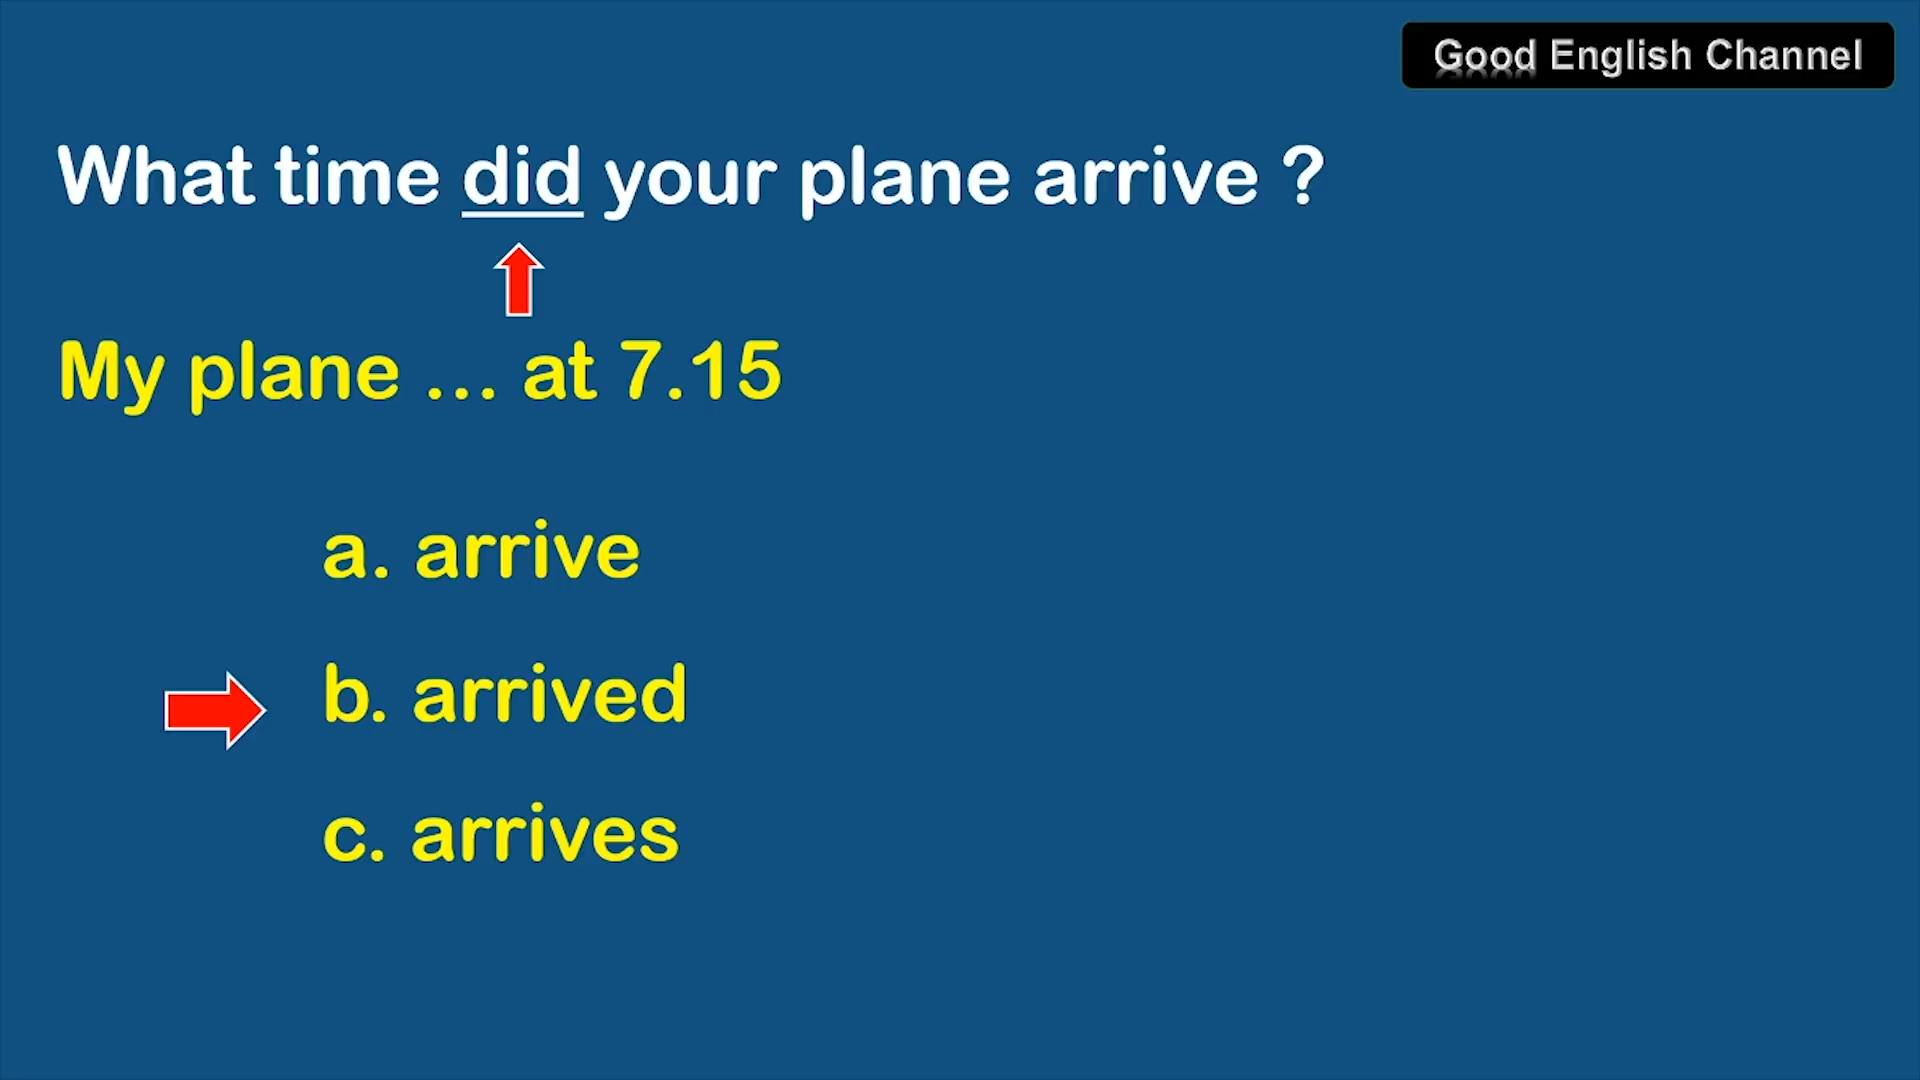 Good English Channel
What time did your plane arrive ?
My plane ... at 7.15
a. arrive
b. arrived
c. arrives